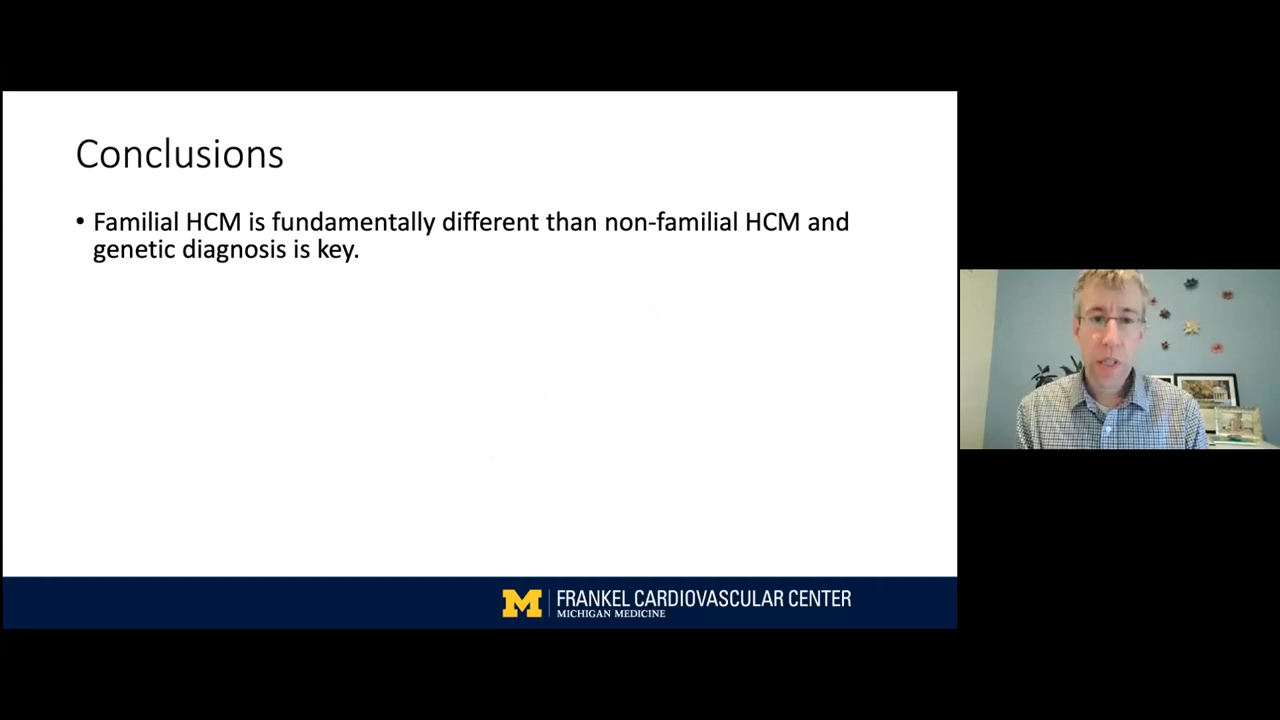 Conclusions
• Familial HCM is fundamentally different than non-familial HCM and
genetic diagnosis is key.
M
FRANKEL CARDIOVASCULAR CENTER
MICHIGAN MEDICINE